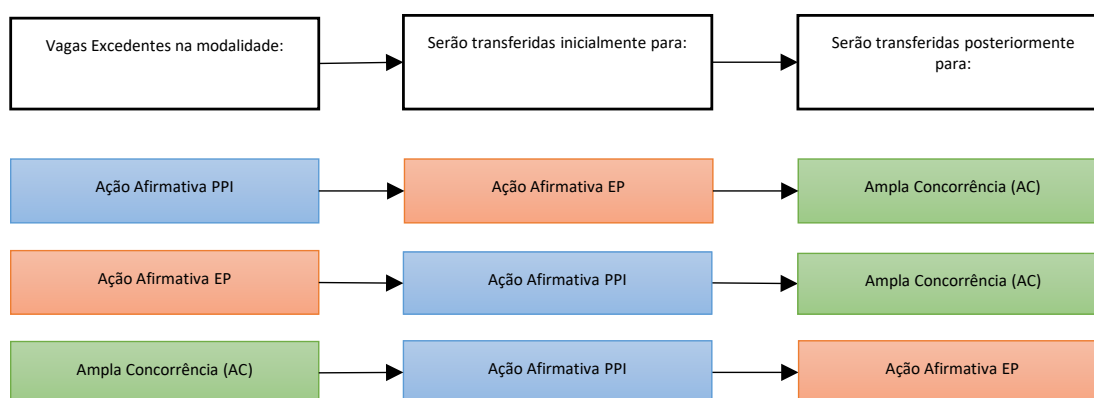 Vagas Excedentes na modalidade:
Serão transferidas inicialmente para:
Serão transferidas posteriormente
para:
Ação Afirmativa PPI
Ação Afirmativa EP
Ampla Concorrência (AC)
Ação Afirmativa EP
Ação Afirmativa PPI
Ampla Concorrência (AC)
Ampla Concorrência (AC)
Ação Afirmativa PPI
Ação Afirmativa EP